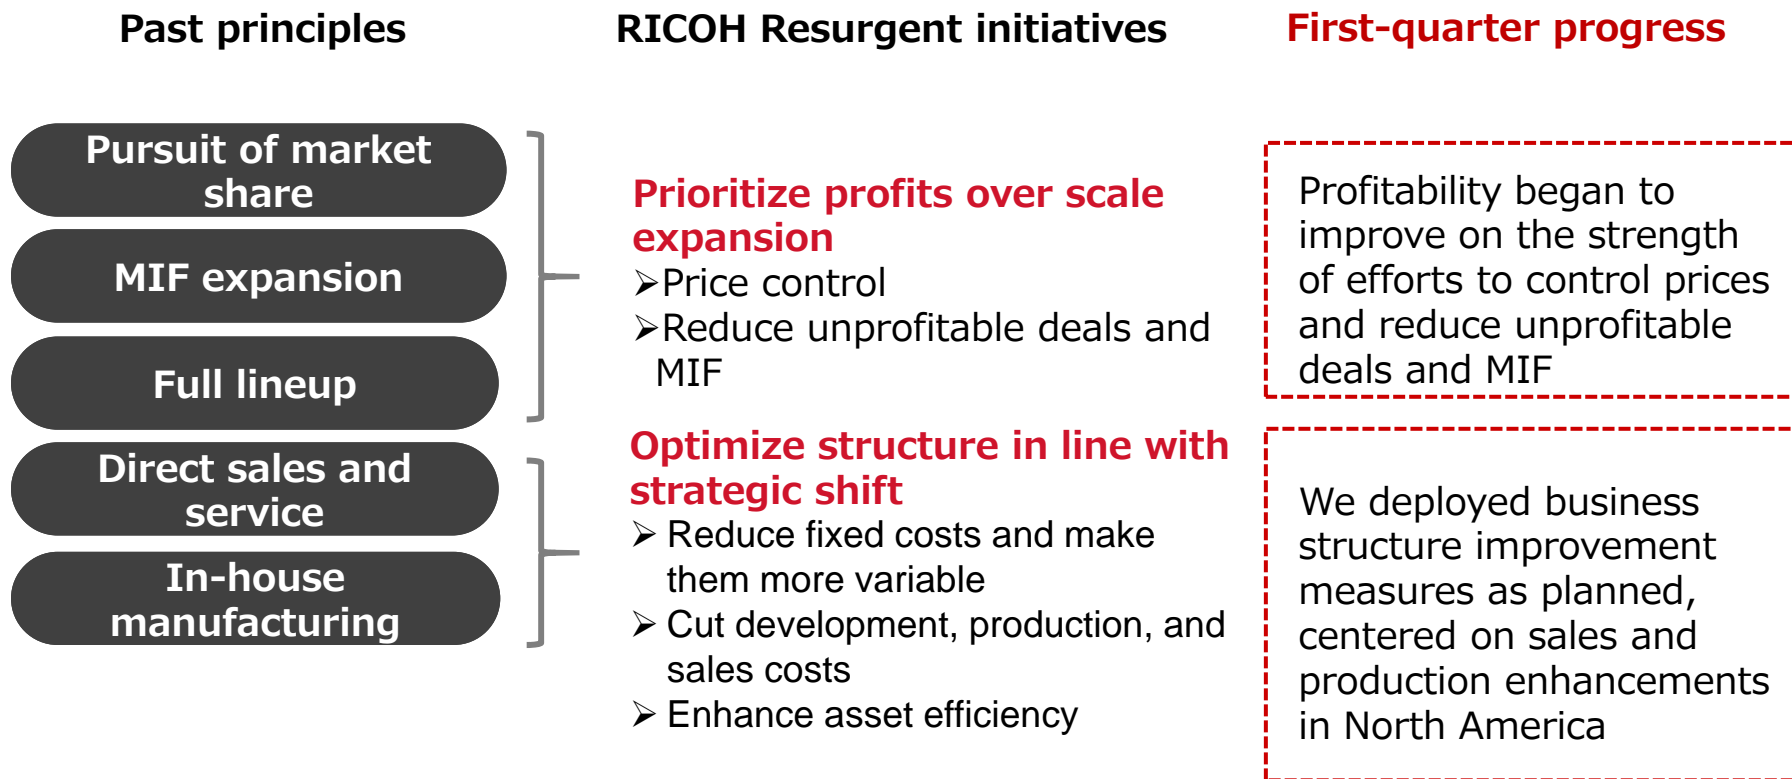 Past principles
RICOH Resurgent initiatives
First-quarter progress
Pursuit of market
share
MIF expansion
Full lineup
Direct sales and
service
In-house
manufacturing
Prioritize profits over scale
expansion
➢Price control
➢Reduce unprofitable deals and
MIF
Optimize structure in line with
strategic shift
➢ Reduce fixed costs and make
them more variable
➢ Cut development, production, and
sales costs
➢ Enhance asset efficiency
Profitability began to
improve on the strength
of efforts to control prices
and reduce unprofitable
deals and MIF
We deployed business
structure improvement
measures as planned,
centered on sales and
production enhancements
in North America